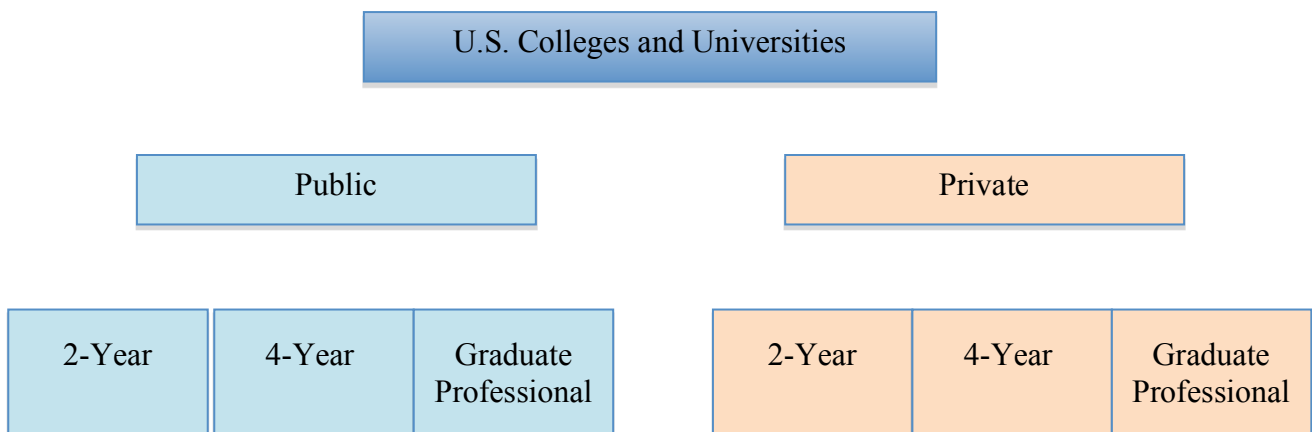 U.S. Colleges and Universities
Public
Private
2-Year
4-Year
Graduate
Professional
2-Year
4-Year
Graduate
Professional